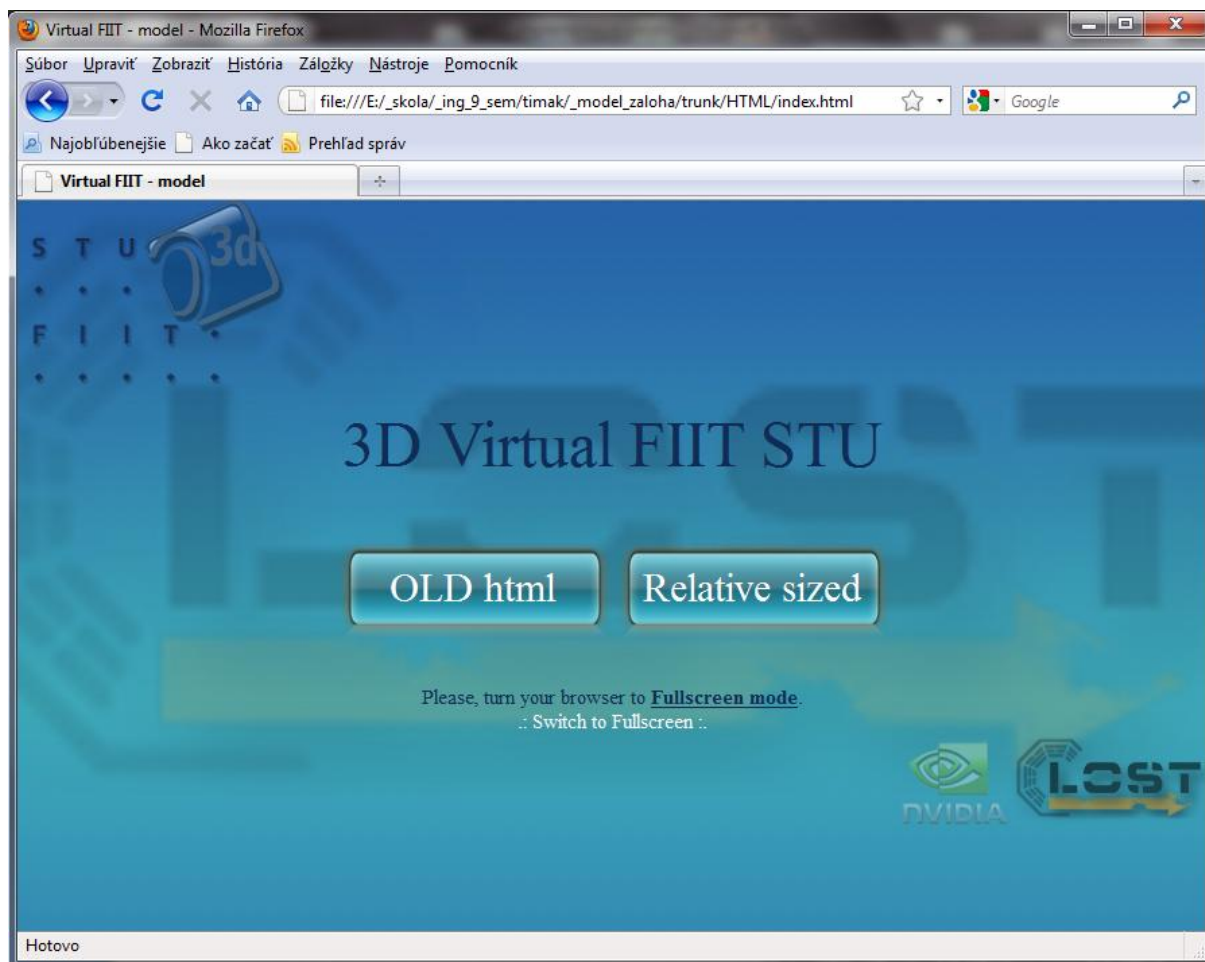 Virtual FIIT - model - Mozilla Firefox
Súbor Upraviť Zobraziť História Záložky Nástroje Pomocník
file:///E:/_skola/_ing_9_sem/timak/_model_zaloha/trunk/HTML/index.html Google
Najobľúbenejšie Ako začať Prehľad správ
Virtual FIIT - model
S T U
3d
F I I T
LOST
3D Virtual FIIT STU
OLD html Relative sized
Please, turn your browser to Fullscreen mode.
.: Switch to Fullscreen :.
NVIDIA
LOST
Hotovo